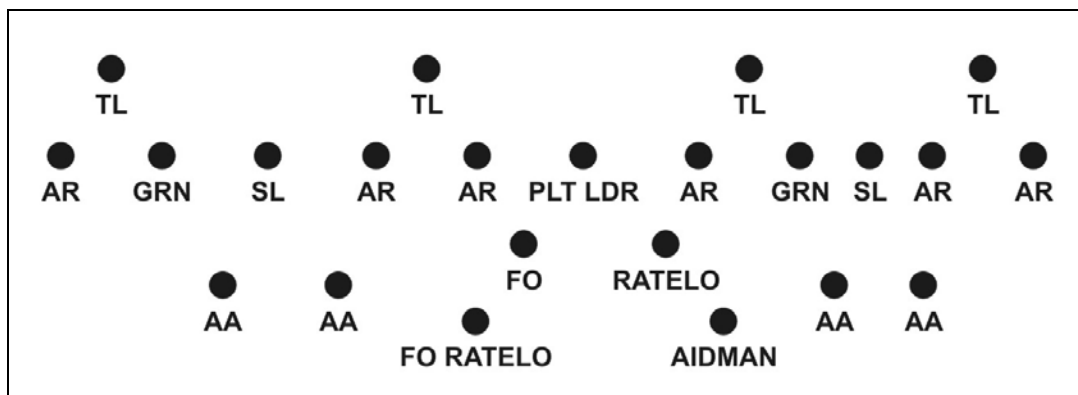 TL TL TL TL
AR GRN SL AR AR PLT LDR AR GRN SL AR AR
FO RATELO
AA AA AA AA
FO RATELO AIDMAN